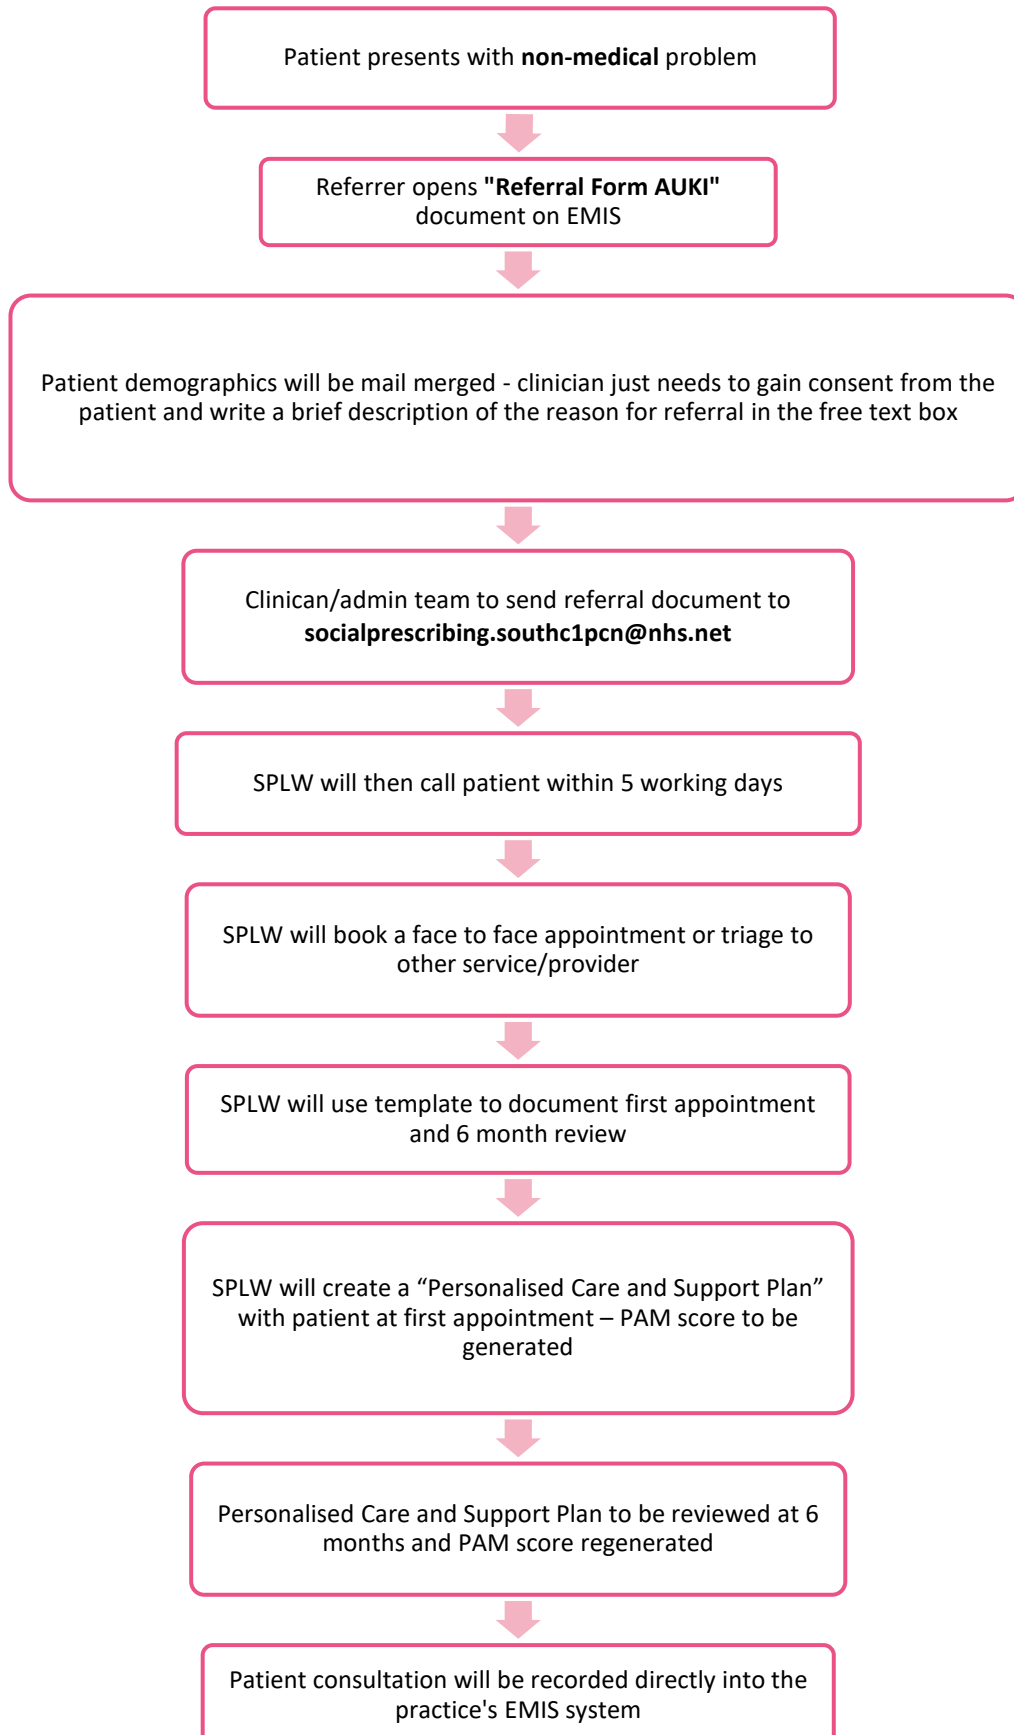 Patient presents with non-medical problem
Referrer opens "Referral Form AUKI"
document on EMIS
Patient demographics will be mail merged - clinician just needs to gain consent from the
patient and write a brief description of the reason for referral in the free text box
Clinican/admin team to send referral document to
socialprescribing.southc1pcn@nhs.net
SPLW will then call patient within 5 working days
SPLW will book a face to face appointment or triage to
other service/provider
SPLW will use template to document first appointment
and 6 month review
SPLW will create a “Personalised Care and Support Plan”
with patient at first appointment – PAM score to be
generated
Personalised Care and Support Plan to be reviewed at 6
months and PAM score regenerated
Patient consultation will be recorded directly into the
practice's EMIS system